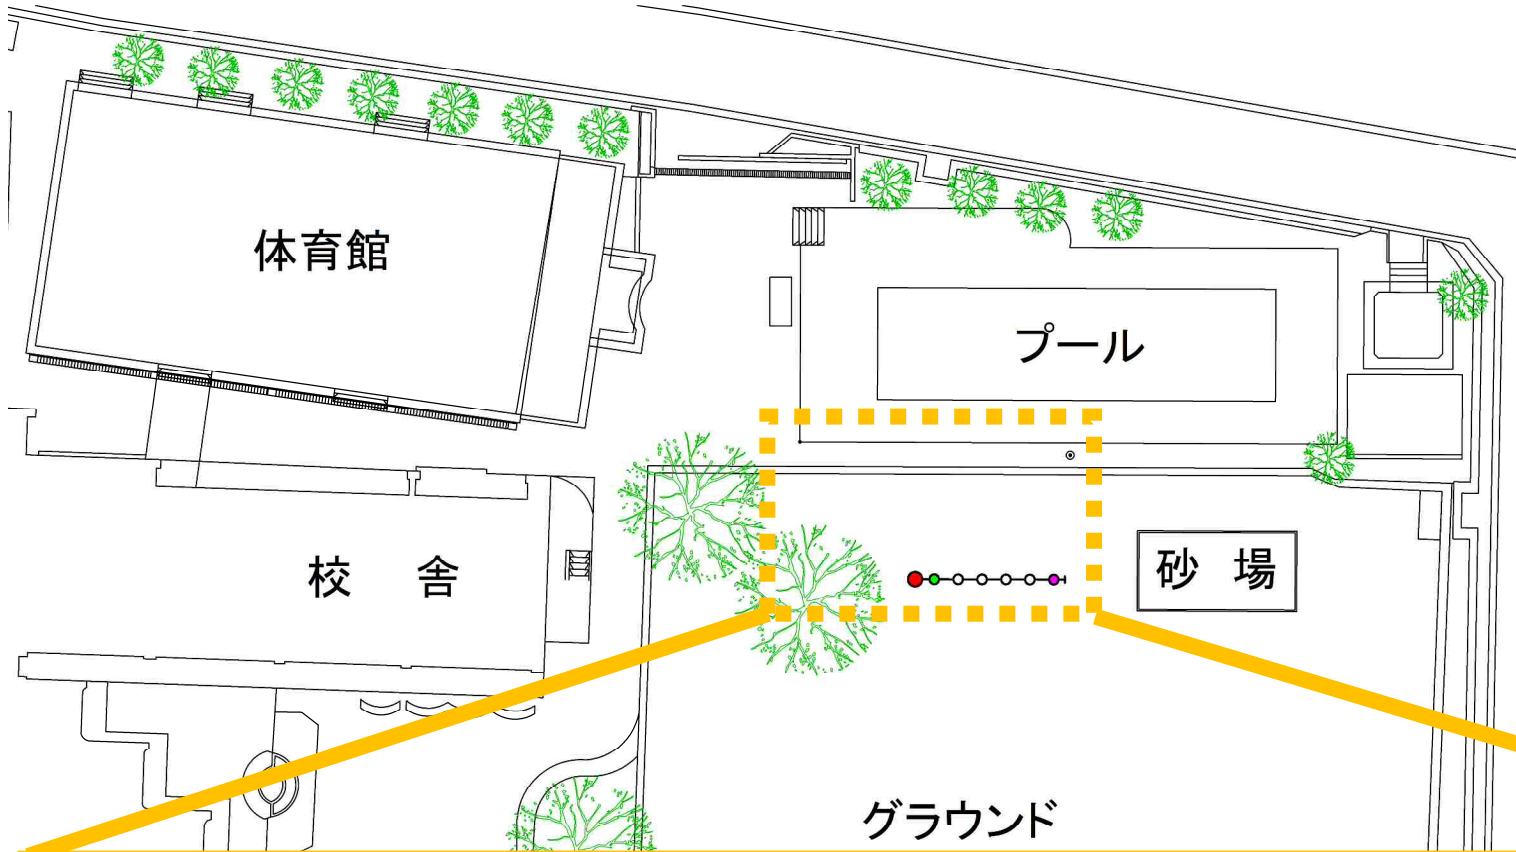 体育館
プール
校 舎
砂 場
グラウンド